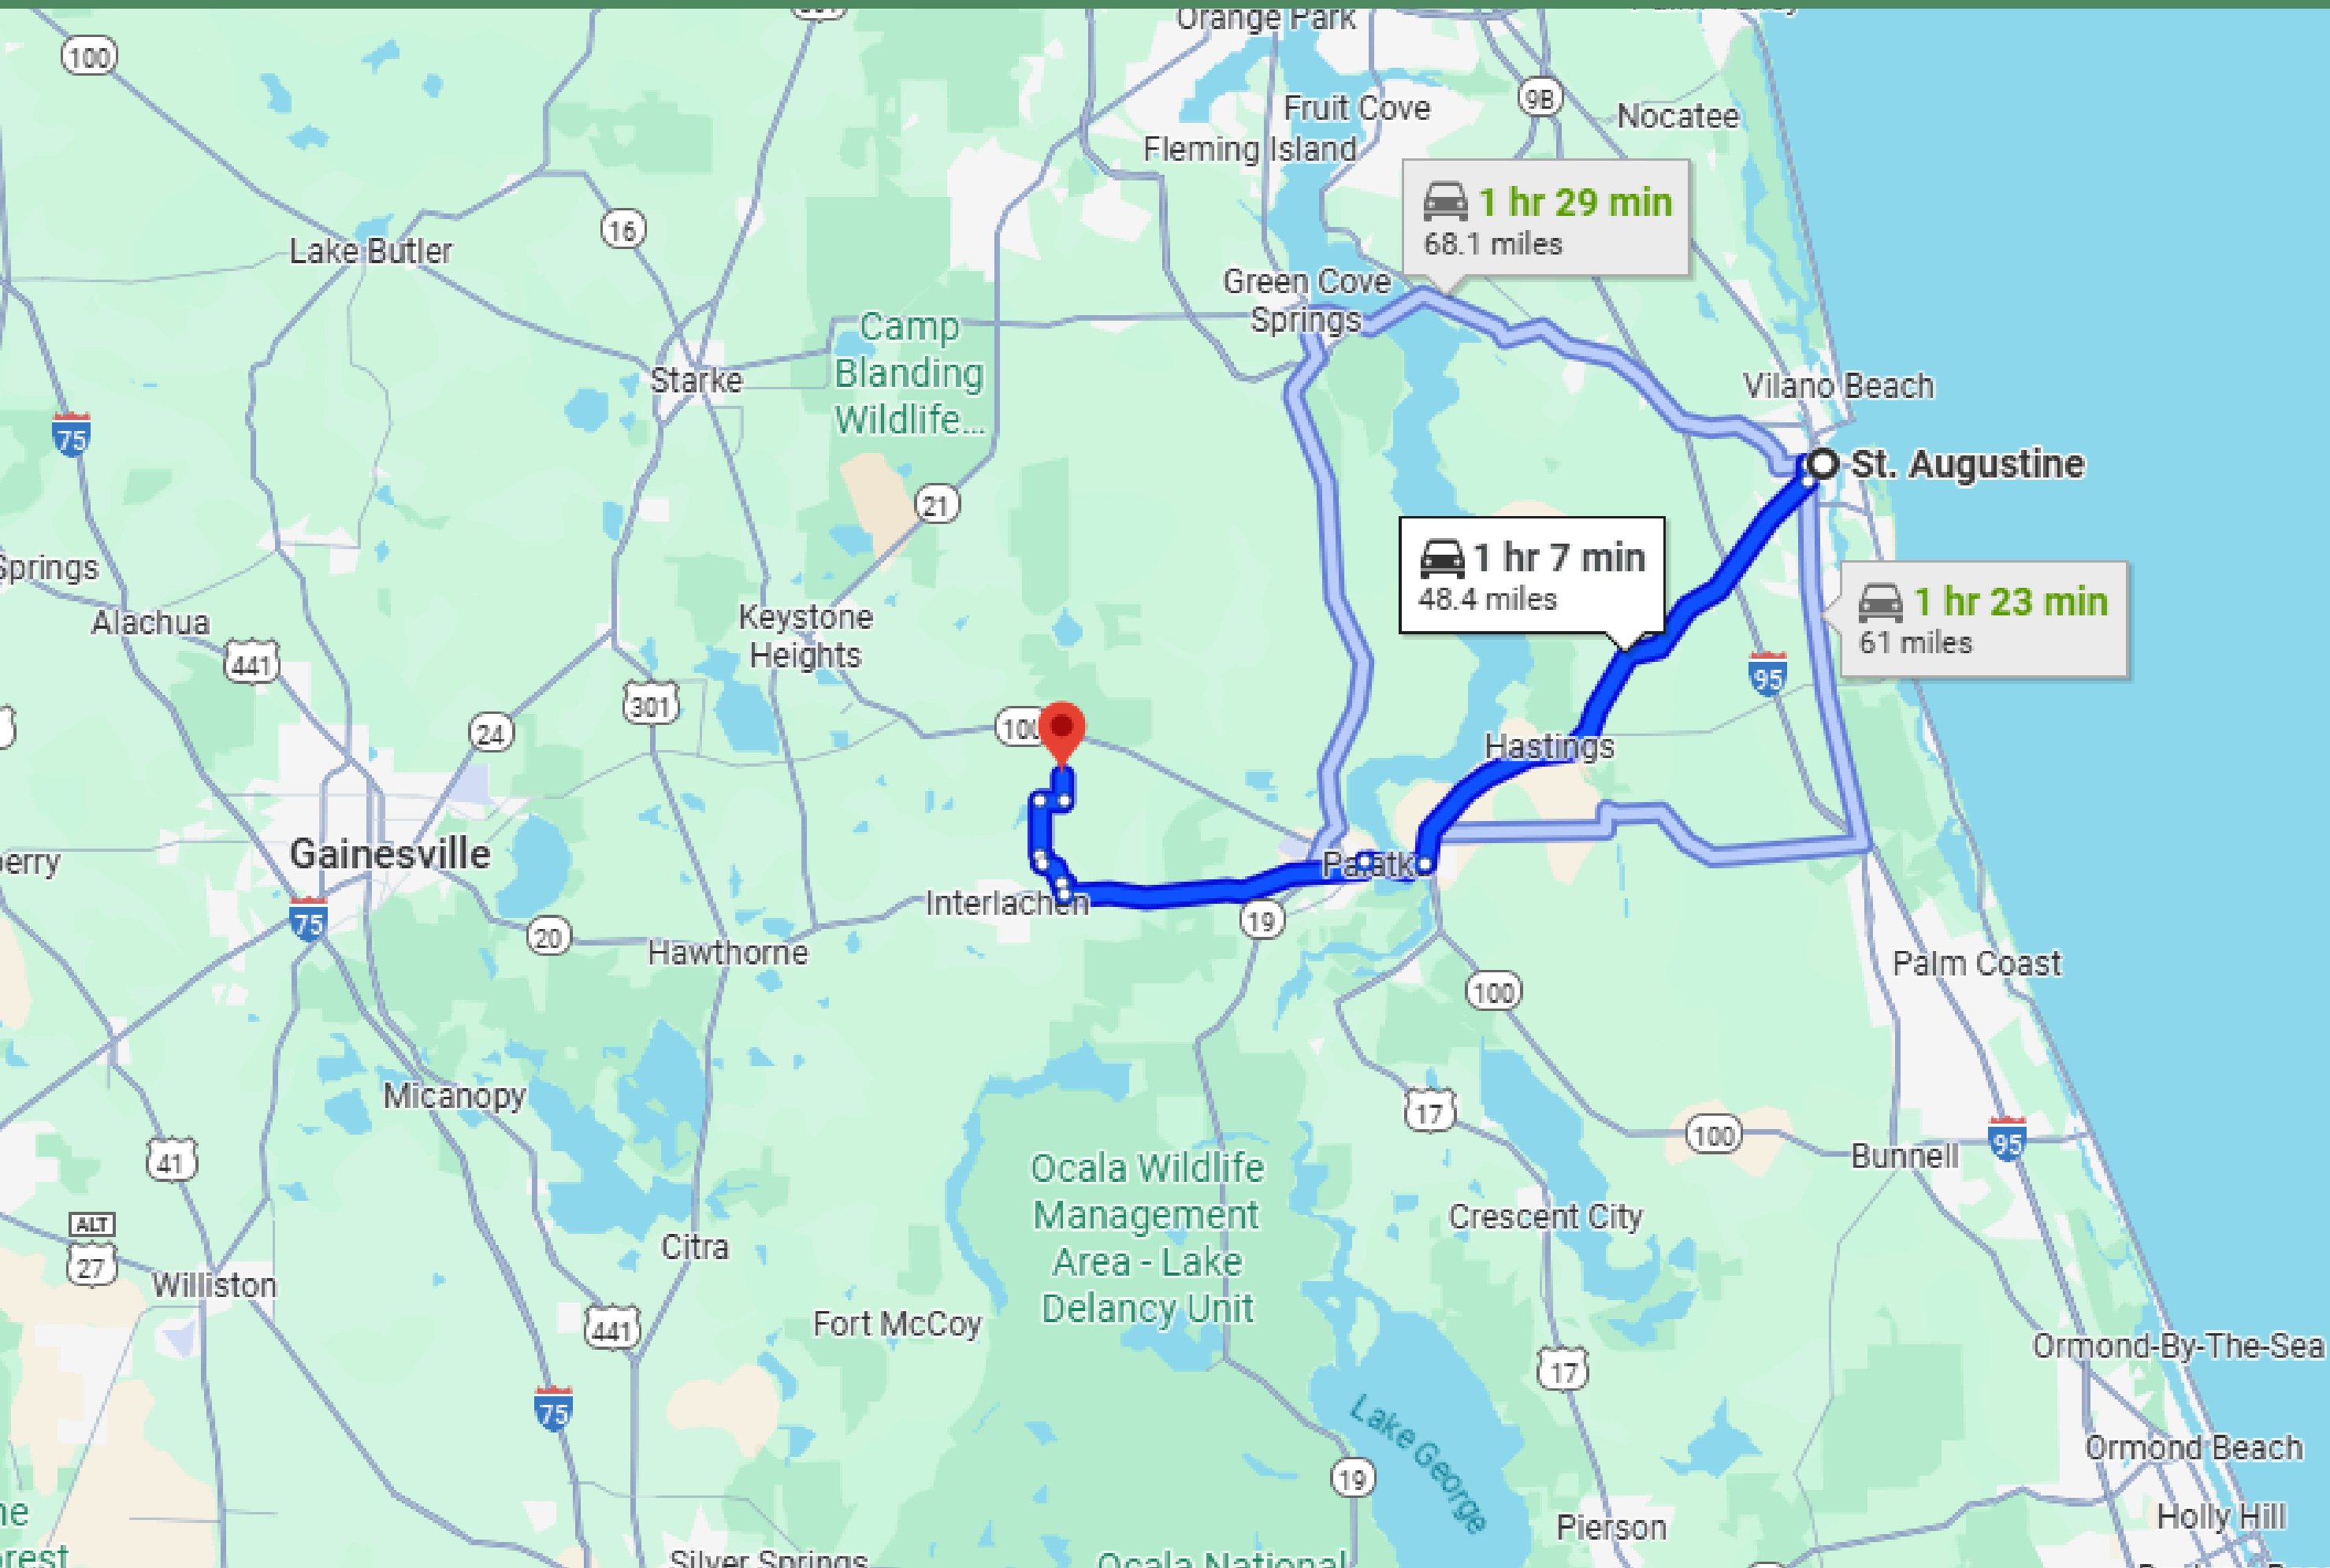 Orange Park
100
9B
Fruit Cove
Nocatee
Fleming Island
1 hr 29 min
68.1 miles
16
Lake Butler
Green Cove
Springs
Camp
Blanding
Wildlife...
Starke
Vilano Beach
75
St. Augustine
21
1 hr 7 min
48.4 miles
Springs
Alachua
Keystone
Heights
1 hr 23 min
61 miles
441
301
95
24
100
Hastings
Gainesville
Palatka
Interlachen
19
75
20
Hawthorne
Palm Coast
100
Micanopy
17
100
95
Bunnell
41
Ocala Wildlife
Management
Area - Lake
Delancy Unit
Crescent City
ALT
27
Williston
Citra
Fort McCoy
441
Ormond-By-The-Sea
17
75
Lake George
Ormond Beach
19
Pierson
Holly Hill
Silver Springs
Ocala National